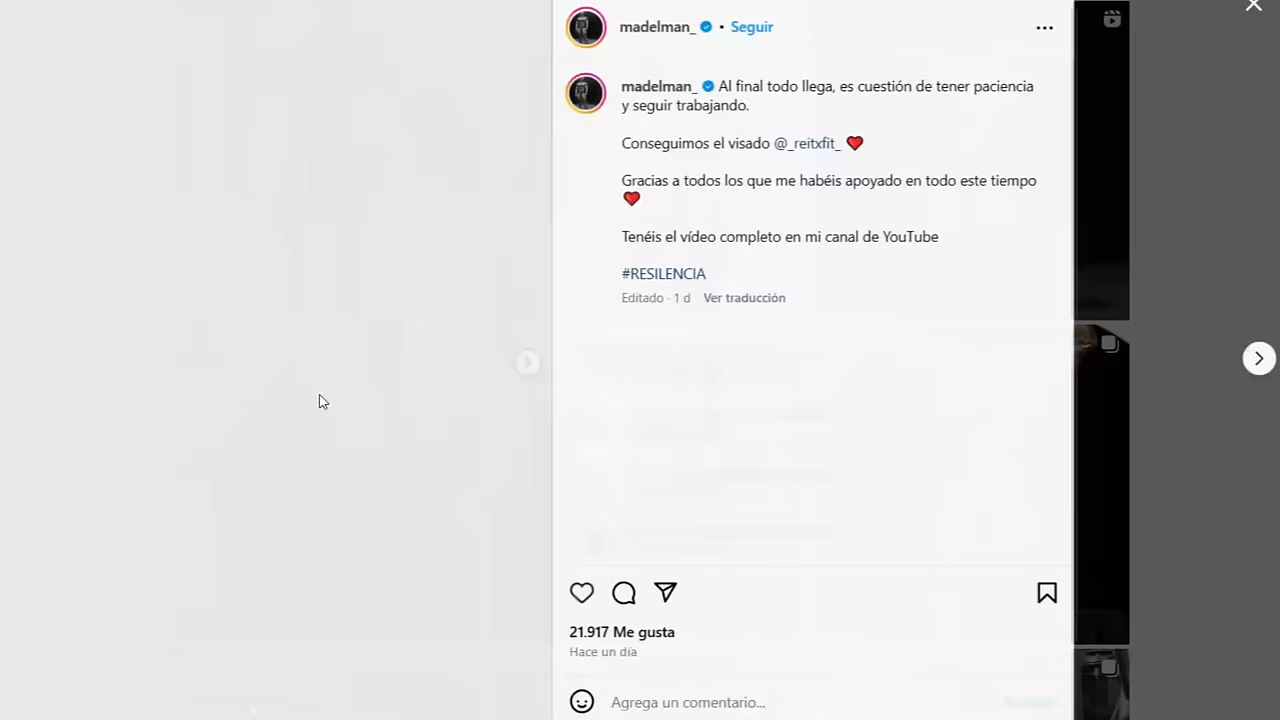 madelman_ • Seguir
madelman_ Al final todo llega, es cuestión de tener paciencia
y seguir trabajando.
Conseguimos el visado @_reitxfit_ ❤️
Gracias a todos los que me habéis apoyado en todo este tiempo
❤️
Tenéis el vídeo completo en mi canal de YouTube
#RESILENCIA
Editado · 1 d Ver traducción
21.917 Me gusta
Hace un día
Agrega un comentario...